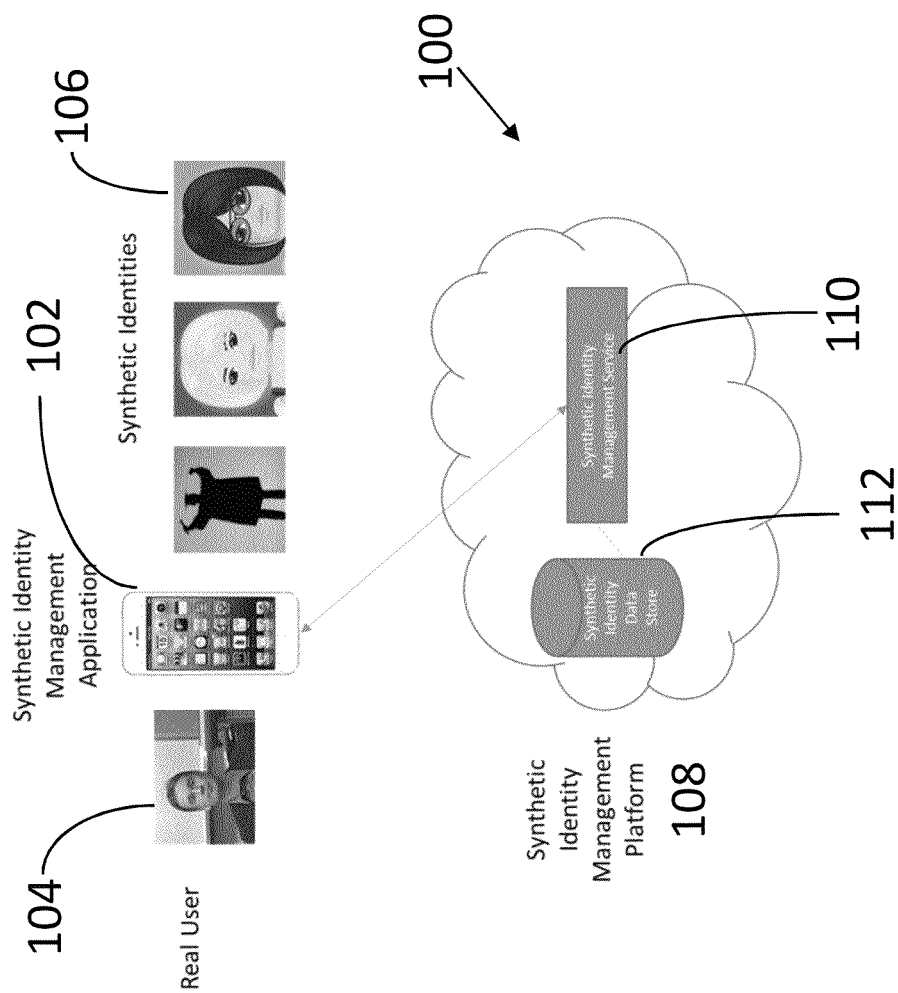 100
106
Synthetic Identities
102
Synthetic Identity
Management
Application
104
Real User
Synthetic Identity
Management Service
110
Synthetic
Identity
Data
Store
112
Synthetic
Identity
Management
Platform
108